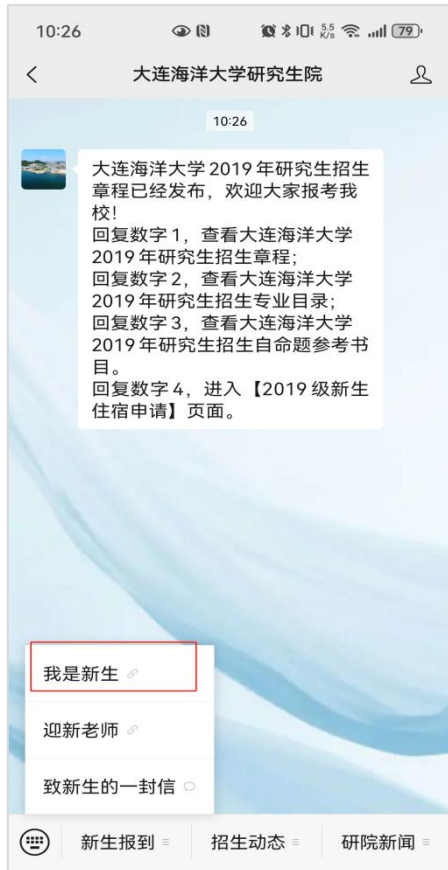 10:26
5.5 K/s
79
大连海洋大学研究生院
10:26
大连海洋大学2019年研究生招生
章程已经发布，欢迎大家报考我
校!
回复数字1，查看大连海洋大学
2019年研究生招生章程;
回复数字2，查看大连海洋大学
2019年研究生招生专业目录;
回复数字3，查看大连海洋大学
2019年研究生招生自命题参考书
目。
回复数字4，进入【2019级新生
住宿申请】页面。
我是新生
迎新老师
致新生的一封信
新生报到
招生动态
研院新闻